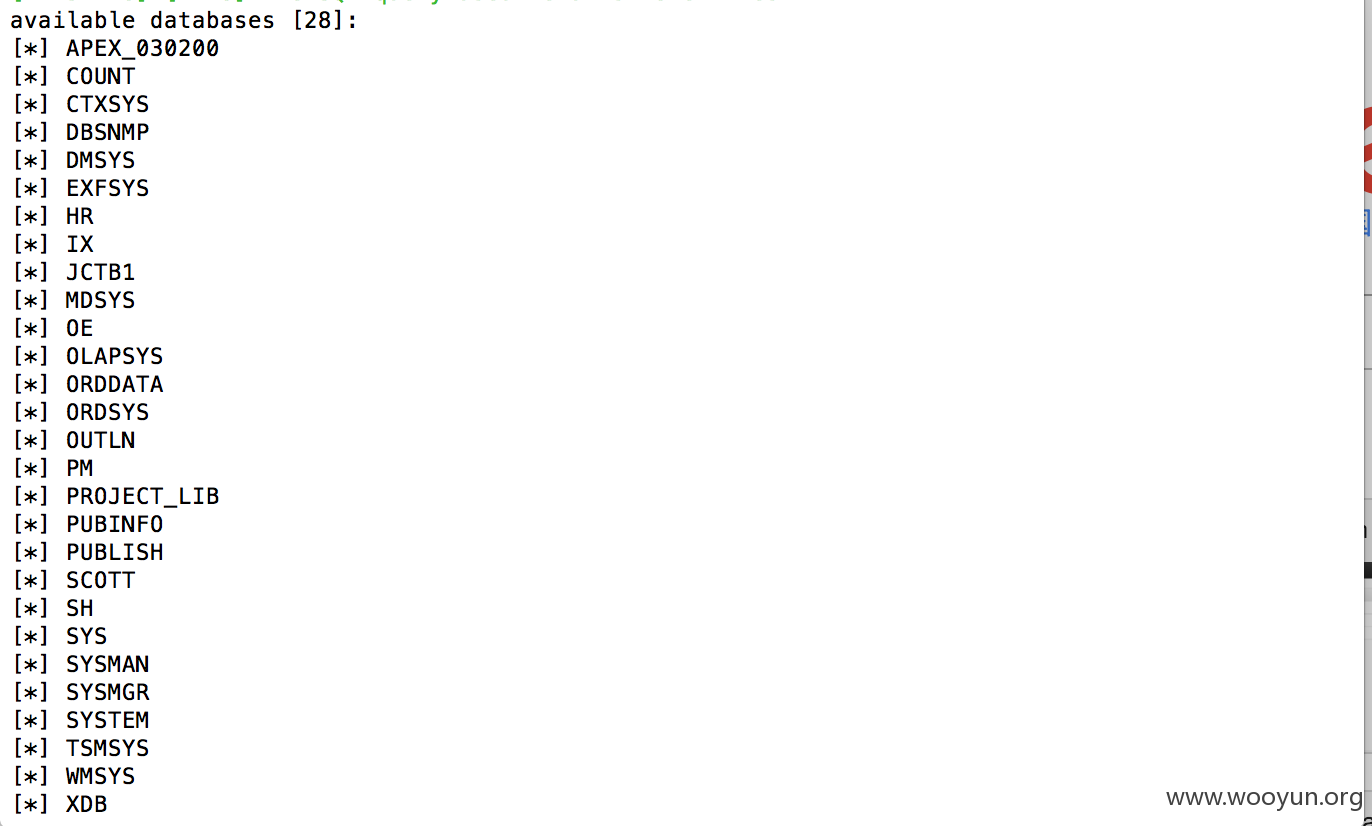 available databases [28]:
[*] APEX_030200
[*] COUNT
[*] CTXSYS
[*] DBSNMP
[*] DMSYS
[*] EXFSYS
[*] HR
[*] IX
[*] JCTB1
[*] MDSYS
[*] OE
[*] OLAPSYS
[*] ORDDATA
[*] ORDSYS
[*] OUTLN
[*] PM
[*] PROJECT_LIB
[*] PUBINFO
[*] PUBLISH
[*] SCOTT
[*] SH
[*] SYS
[*] SYSMAN
[*] SYSMGR
[*] SYSTEM
[*] TSMSYS
[*] WMSYS
[*] XDB
www.wooyun.org